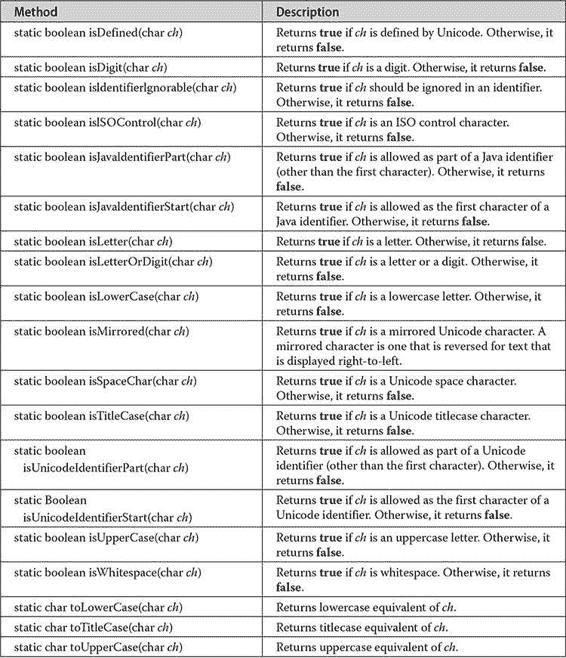 Method Description
static boolean isDefined(char ch) Returns true if ch is defined by Unicode. Otherwise, it
returns false.
static boolean isDigit(char ch) Returns true if ch is a digit. Otherwise, it returns false.
static boolean isIdentifierIgnorable(char ch) Returns true if ch should be ignored in an identifier.
Otherwise, it returns false.
static boolean isISOControl(char ch) Returns true if ch is an ISO control character.
Otherwise, it returns false.
static boolean isJavaIdentifierPart(char ch) Returns true if ch is allowed as part of a Java identifier
(other than the first character). Otherwise, it returns
false.
static boolean isJavaIdentifierStart(char ch) Returns true if ch is allowed as the first character of a
Java identifier. Otherwise, it returns false.
static boolean isLetter(char ch) Returns true if ch is a letter. Otherwise, it returns false.
static boolean isLetterOrDigit(char ch) Returns true if ch is a letter or a digit. Otherwise, it
returns false.
static boolean isLowerCase(char ch) Returns true if ch is a lowercase letter. Otherwise, it
returns false.
static boolean isMirrored(char ch) Returns true if ch is a mirrored Unicode character. A
mirrored character is one that is reversed for text that
is displayed right-to-left.
static boolean isSpaceChar(char ch) Returns true if ch is a Unicode space character.
Otherwise, it returns false.
static boolean isTitleCase(char ch) Returns true if ch is a Unicode titlecase character.
Otherwise, it returns false.
static boolean Returns true if ch is allowed as part of a Unicode
isUnicodeIdentifierPart(char ch) identifier (other than the first character). Otherwise, it
returns false.
static Boolean Returns true if ch is allowed as the first character of a
isUnicodeIdentifierStart(char ch) Unicode identifier. Otherwise, it returns false.
static boolean isUpperCase(char ch) Returns true if ch is an uppercase letter. Otherwise, it
returns false.
static boolean isWhitespace(char ch) Returns true if ch is whitespace. Otherwise, it returns
false.
static char toLowerCase(char ch) Returns lowercase equivalent of ch.
static char toTitleCase(char ch) Returns titlecase equivalent of ch.
static char toUpperCase(char ch) Returns uppercase equivalent of ch.